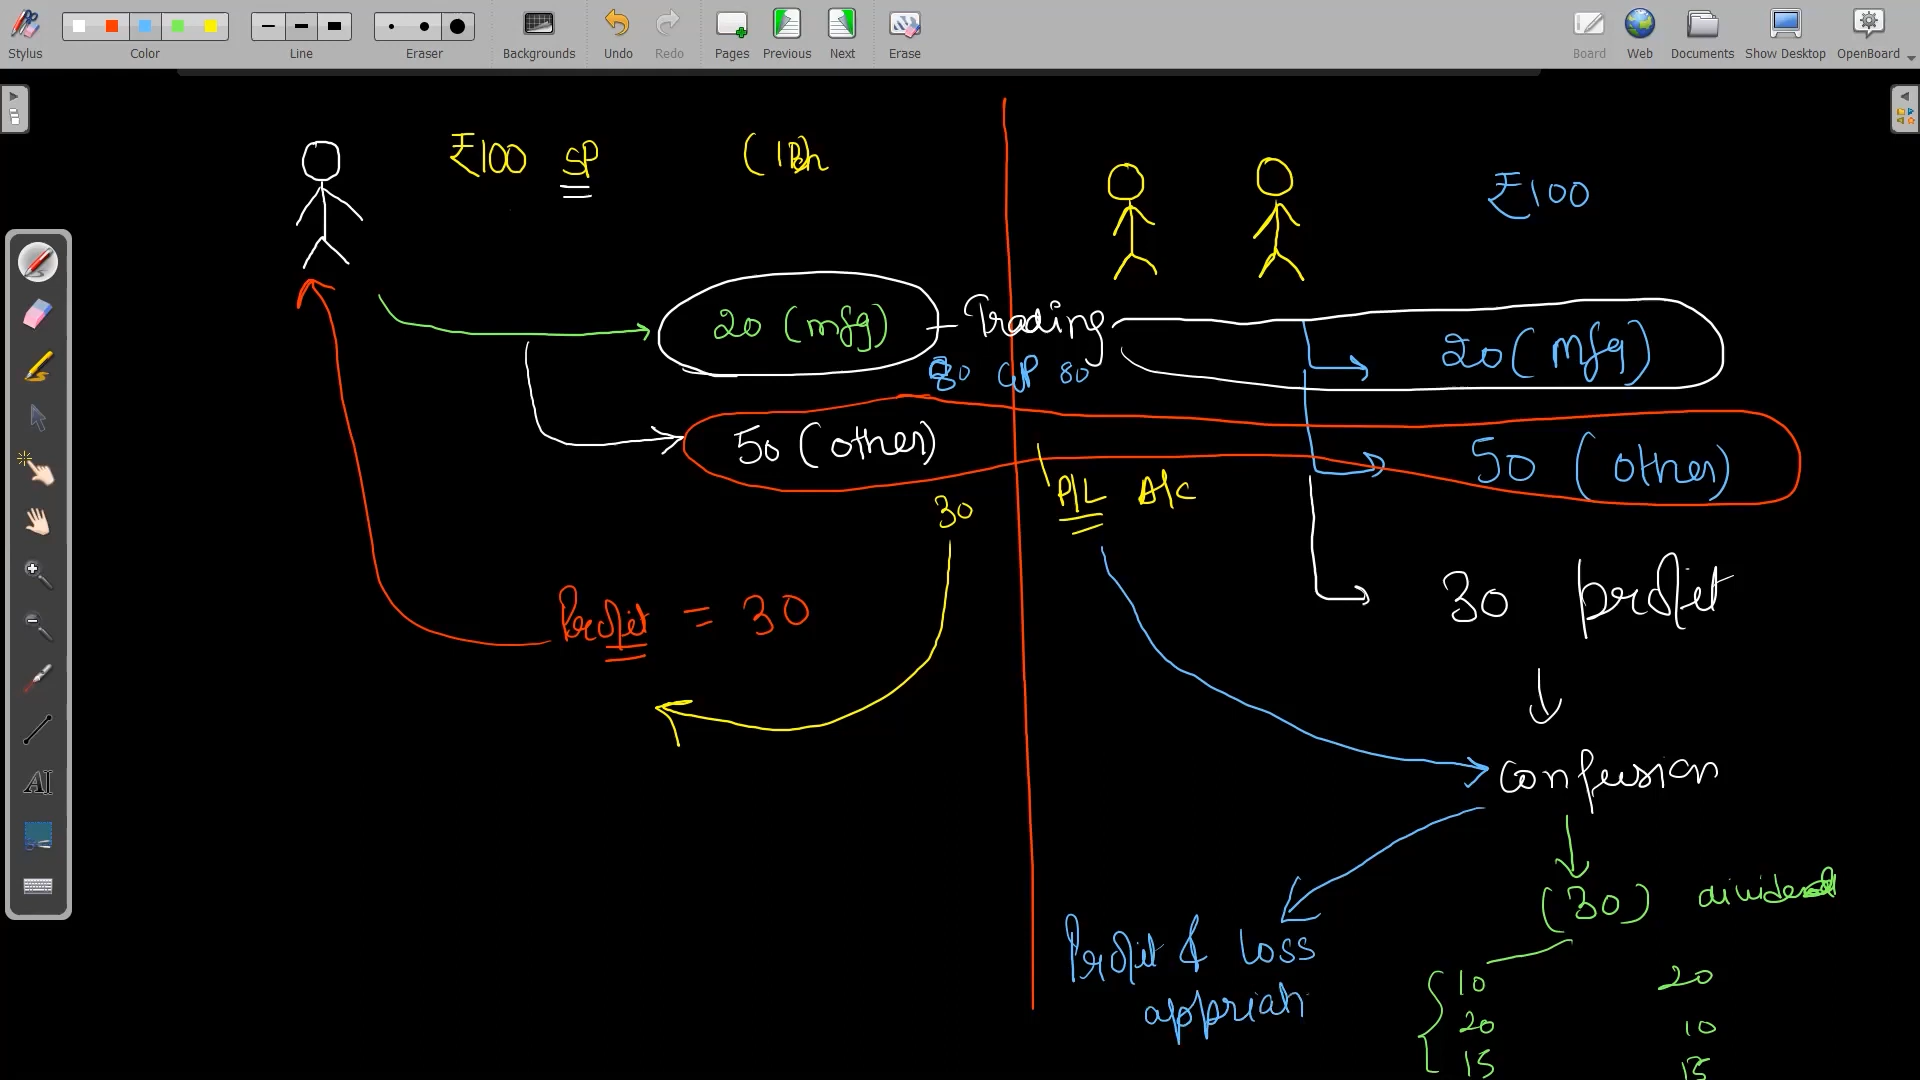 Stylus
Color
Line
Eraser
Backgrounds
Undo
Redo
Pages
Previous
Next
Erase
Board
Web
Documents
Show Desktop
OpenBoard
₹100 SP
₹100
20 (mfg) Trading
20 (mfg)
80 GP 80
50 (other)
50 (other)
P/L A/C
30
Profit = 30
30 profit
confusion
(30)
Profit & loss
10 20
20 10
15 15
AI